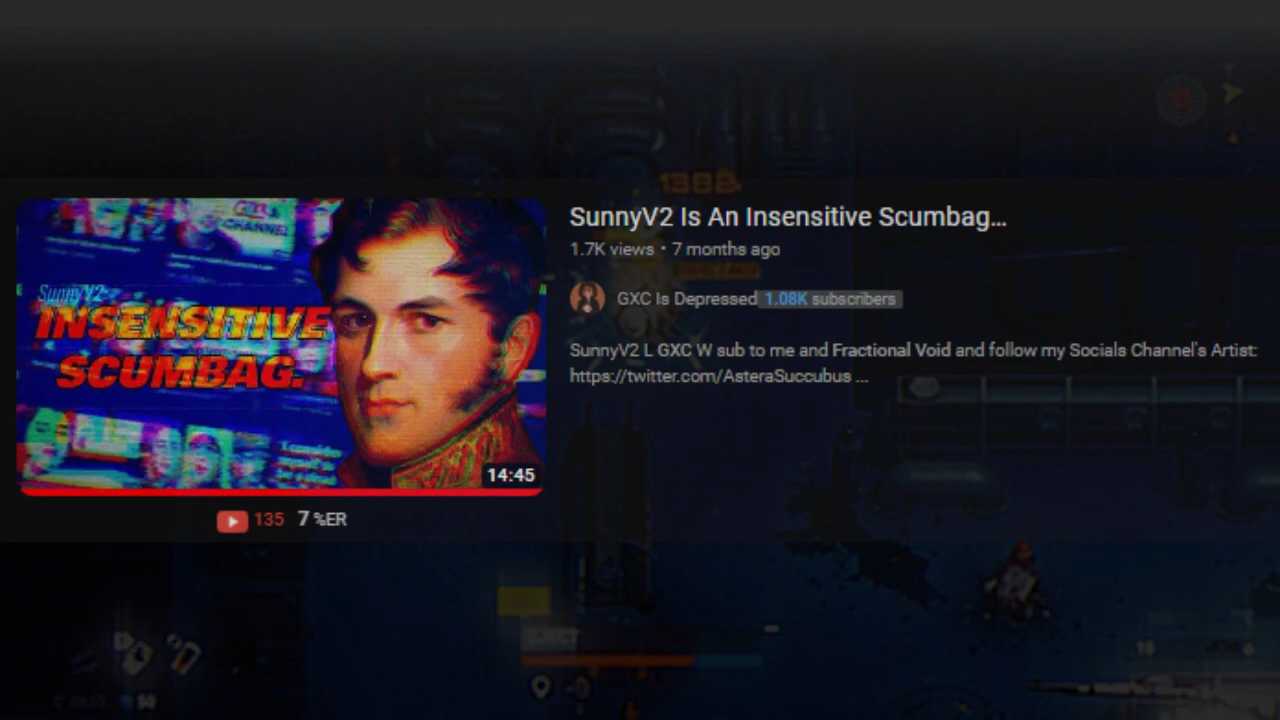 1388
CHANNEL
SunnyV2 Is An Insensitive Scumbag...
1.7K views • 7 months ago
SunnyV2
INSENSITIVE
SCUMBAG.
GXC Is Depressed 1.08K subscribers
SunnyV2 L GXC W sub to me and Fractional Void and follow my Socials Channel's Artist:
https://twitter.com/AsteraSuccubus ...
14:45
135 7 %ER